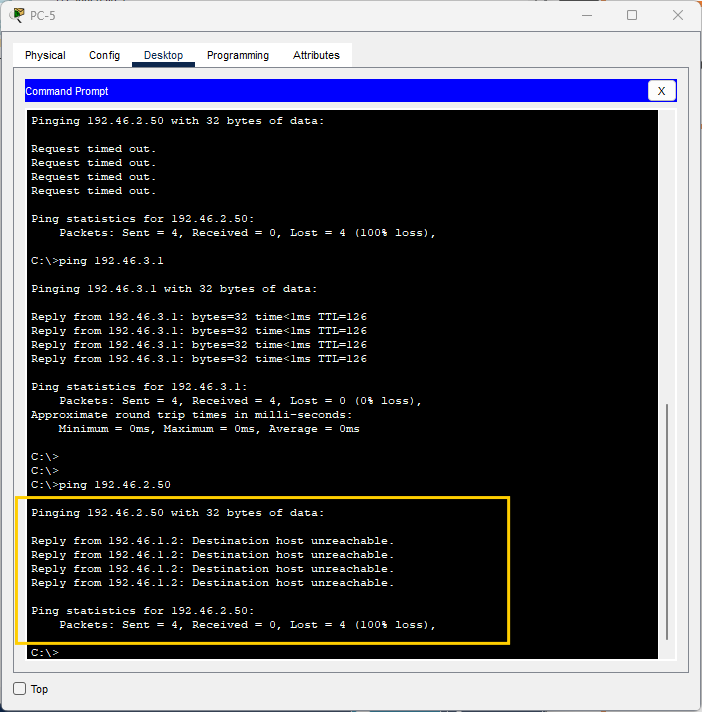 PC-5
Physical Config Desktop Programming Attributes
Command Prompt X
Pinging 192.46.2.50 with 32 bytes of data:
Request timed out.
Request timed out.
Request timed out.
Request timed out.
Ping statistics for 192.46.2.50:
Packets: Sent = 4, Received = 0, Lost = 4 (100% loss),
C:\>ping 192.46.3.1
Pinging 192.46.3.1 with 32 bytes of data:
Reply from 192.46.3.1: bytes=32 time<1ms TTL=126
Reply from 192.46.3.1: bytes=32 time<1ms TTL=126
Reply from 192.46.3.1: bytes=32 time<1ms TTL=126
Reply from 192.46.3.1: bytes=32 time<1ms TTL=126
Ping statistics for 192.46.3.1:
Packets: Sent = 4, Received = 4, Lost = 0 (0% loss),
Approximate round trip times in milli-seconds:
Minimum = 0ms, Maximum = 0ms, Average = 0ms
C:\>
C:\>
C:\>ping 192.46.2.50
Pinging 192.46.2.50 with 32 bytes of data:
Reply from 192.46.1.2: Destination host unreachable.
Reply from 192.46.1.2: Destination host unreachable.
Reply from 192.46.1.2: Destination host unreachable.
Reply from 192.46.1.2: Destination host unreachable.
Ping statistics for 192.46.2.50:
Packets: Sent = 4, Received = 0, Lost = 4 (100% loss),
C:\>
Top